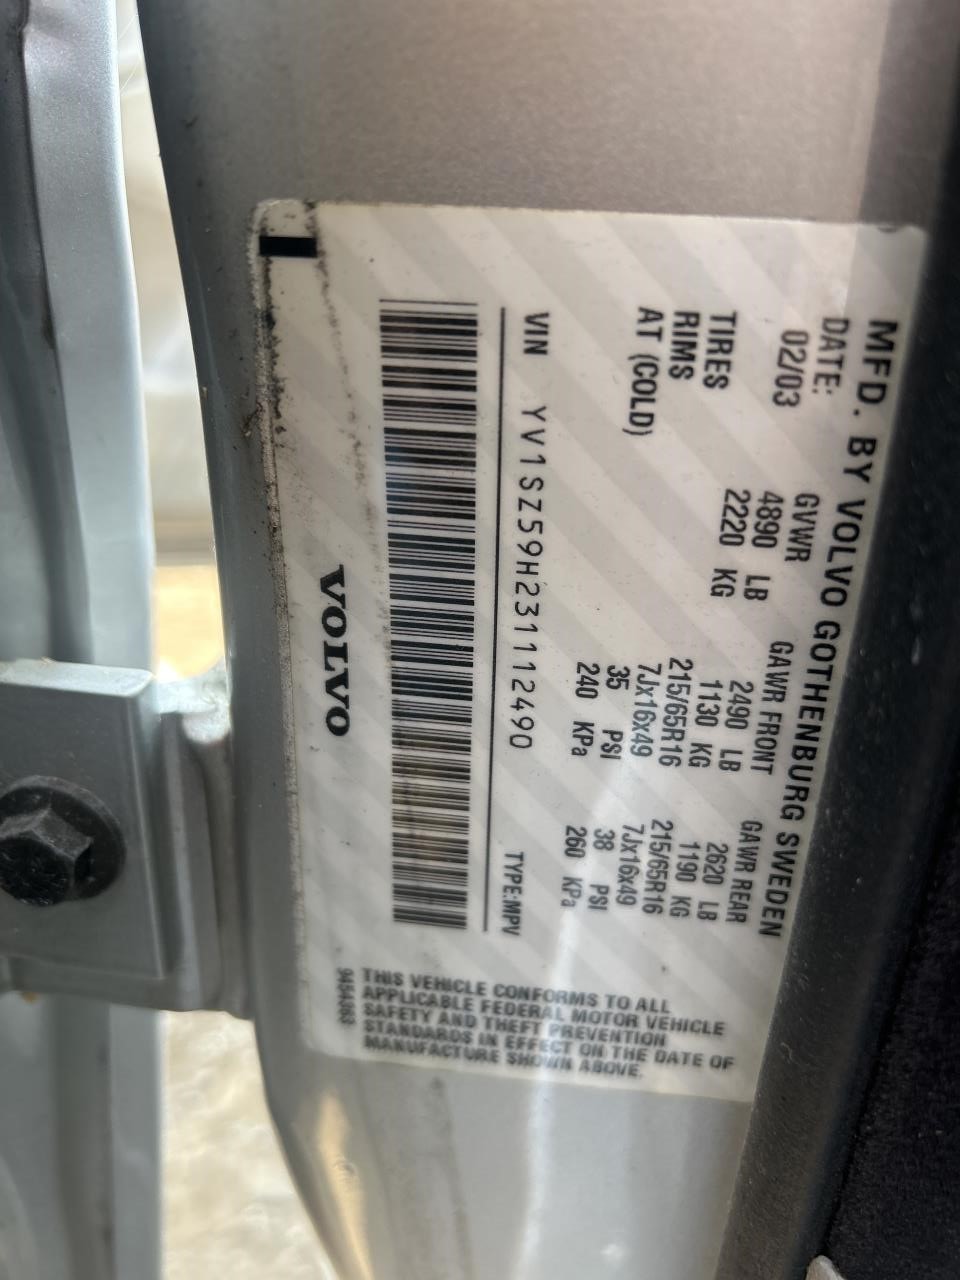 MFD. BY VOLVO GOTHENBURG SWEDEN
DATE: GVWR GAWR FRONT GAWR REAR
02/03 4890 LB 2490 LB 2620 LB
2220 KG 1130 KG 1190 KG
TIRES 215/65R16 215/65R16
RIMS 7Jx16x49 7Jx16x49
AT (COLD) 35 PSI 38 PSI
240 KPa 260 KPa
VIN YV1SZ59H231112490 TYPE:MPV
VOLVO
THIS VEHICLE CONFORMS TO ALL
APPLICABLE FEDERAL MOTOR VEHICLE
SAFETY AND THEFT PREVENTION
STANDARDS IN EFFECT ON THE DATE OF
MANUFACTURE SHOWN ABOVE.